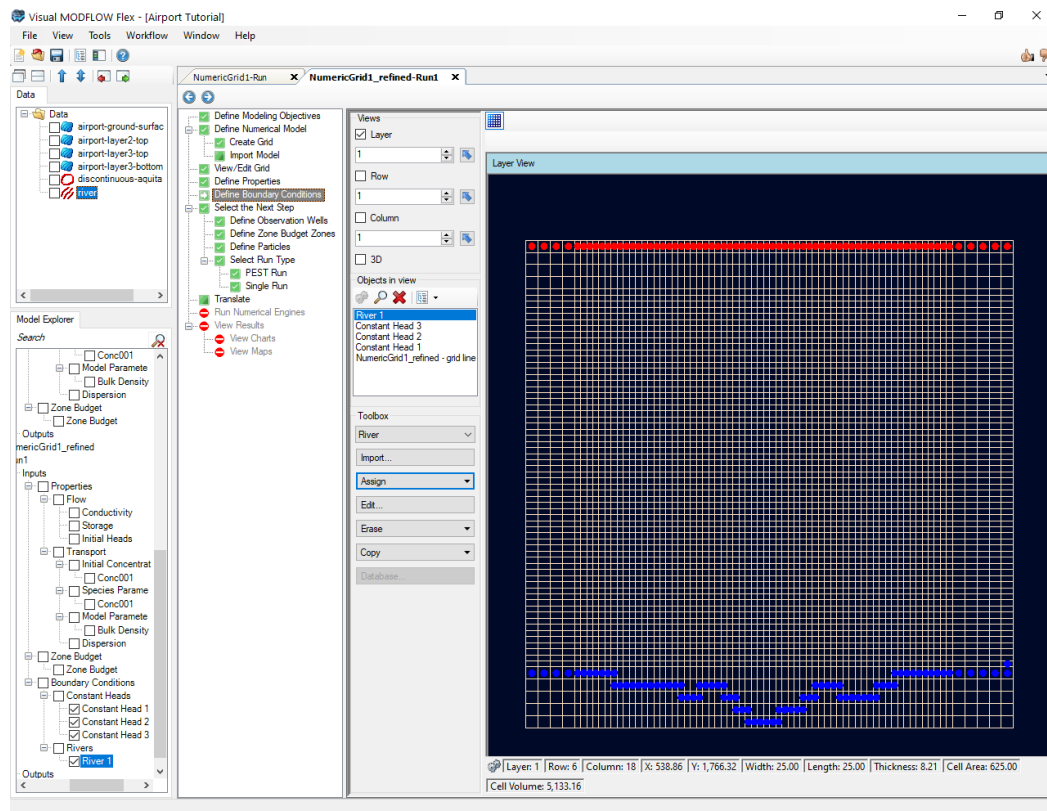 Visual MODFLOW Flex - [Airport Tutorial]
File View Tools Workflow Window Help
Data
Data
airport-ground-surfac
airport-layer2-top
airport-layer3-top
airport-layer3-bottom
discontinuous-aquita
river
Model Explorer
Search
Conc001
Model Paramete
Bulk Density
Dispersion
Zone Budget
Zone Budget
Outputs
mericGrid1_refined
un1
Inputs
Properties
Flow
Conductivity
Storage
Initial Heads
Transport
Initial Concentrat
Conc001
Species Parame
Conc001
Model Paramete
Bulk Density
Dispersion
Zone Budget
Zone Budget
Boundary Conditions
Constant Heads
Constant Head 1
Constant Head 2
Constant Head 3
Rivers
River 1
Outputs
NumericGrid1-Run
NumericGrid1_refined-Run1
Define Modeling Objectives
Define Numerical Model
Create Grid
Import Model
View/Edit Grid
Define Properties
Define Boundary Conditions
Select the Next Step
Define Observation Wells
Define Zone Budget Zones
Define Particles
Select Run Type
PEST Run
Single Run
Translate
Run Numerical Engines
View Results
View Charts
View Maps
Views
Layer
1
Row
1
Column
1
3D
Objects in view
River 1
Constant Head 3
Constant Head 2
Constant Head 1
NumericGrid1_refined - grid line
Toolbox
River
Import...
Assign
Edit...
Erase
Copy
Database...
Layer View
Layer: 1 Row: 6 Column: 18 X: 538.86 Y: 1,766.32 Width: 25.00 Length: 25.00 Thickness: 8.21 Cell Area: 625.00
Cell Volume: 5,133.16